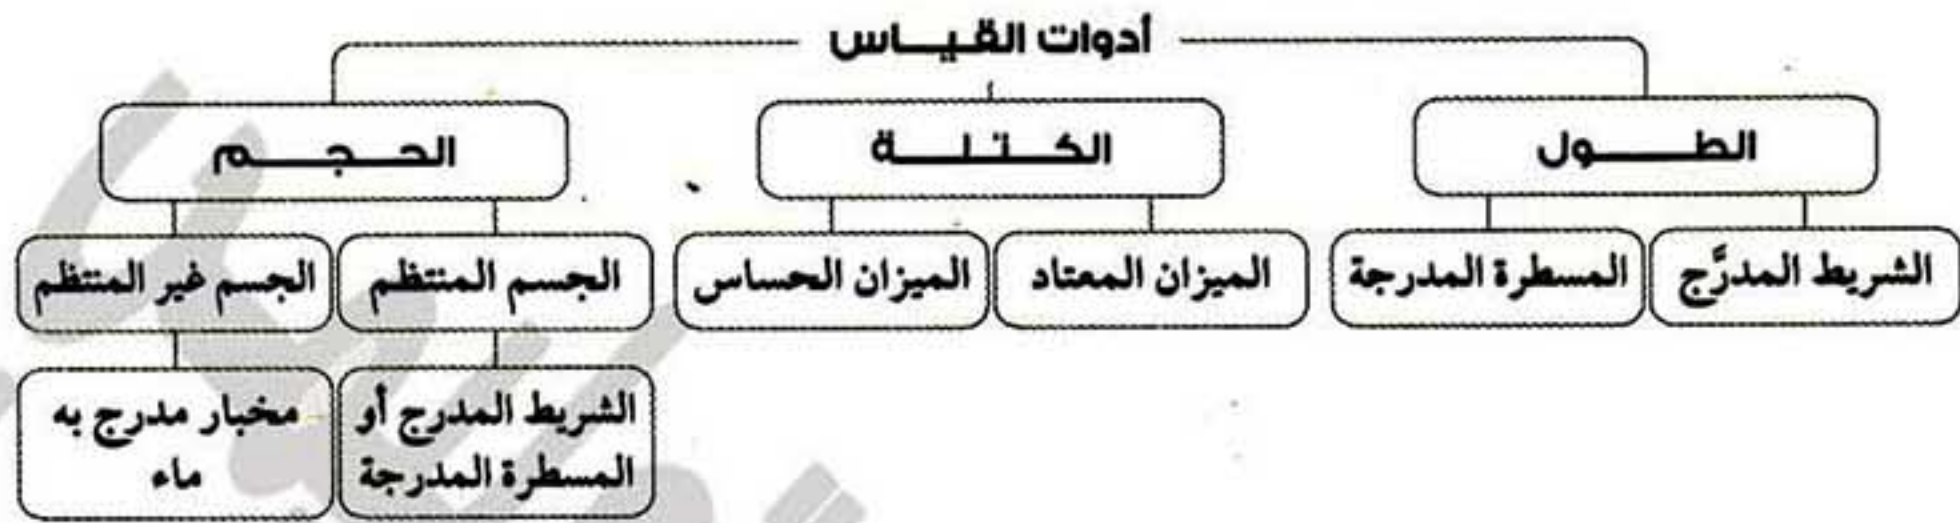 أدوات القياس
الطول
الكتلة
الحجم
الشريط المدرَّج
المسطرة المدرجة
الميزان المعتاد
الميزان الحساس
الجسم المنتظم
الجسم غير المنتظم
الشريط المدرج أو
المسطرة المدرجة
مخبار مدرج به
ماء